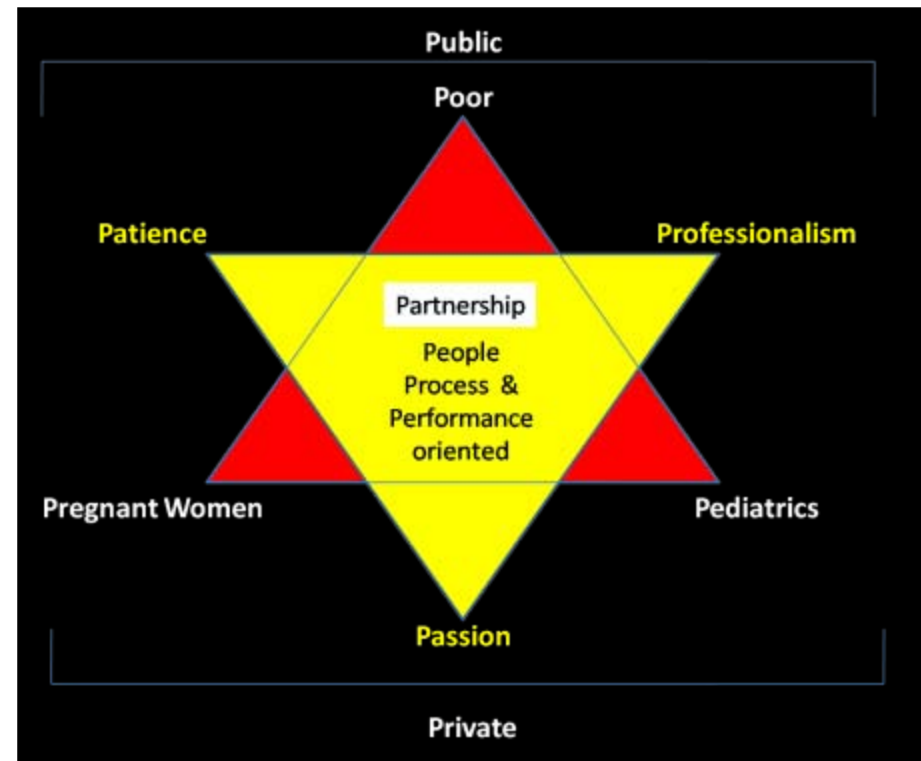 Public
Poor
Patience
Professionalism
Partnership
People
Process &
Performance
oriented
Pregnant Women
Pediatrics
Passion
Private